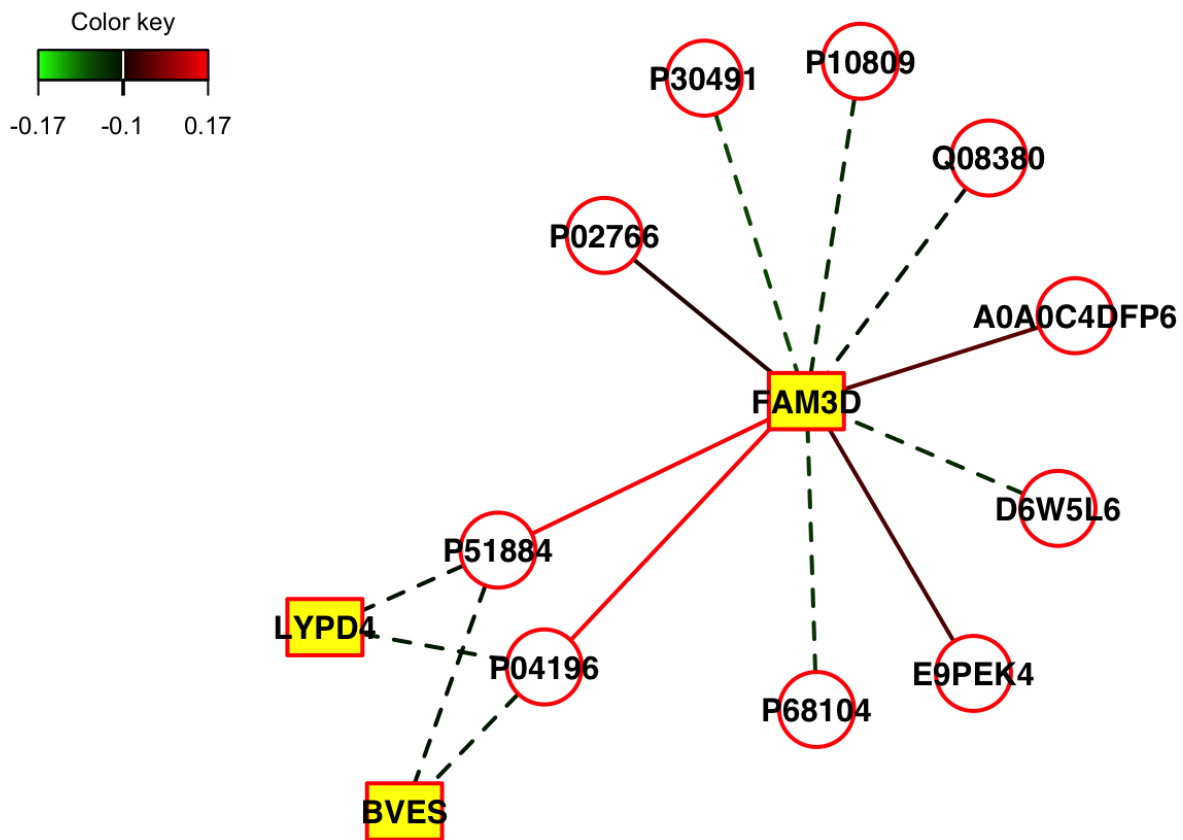 Color key
-0.17 -0.1 0.17
P30491
P10809
Q08380
P02766
A0A0C4DFP6
FAM3D
D6W5L6
P51884
LYPD4
P04196
E9PEK4
P68104
BVES